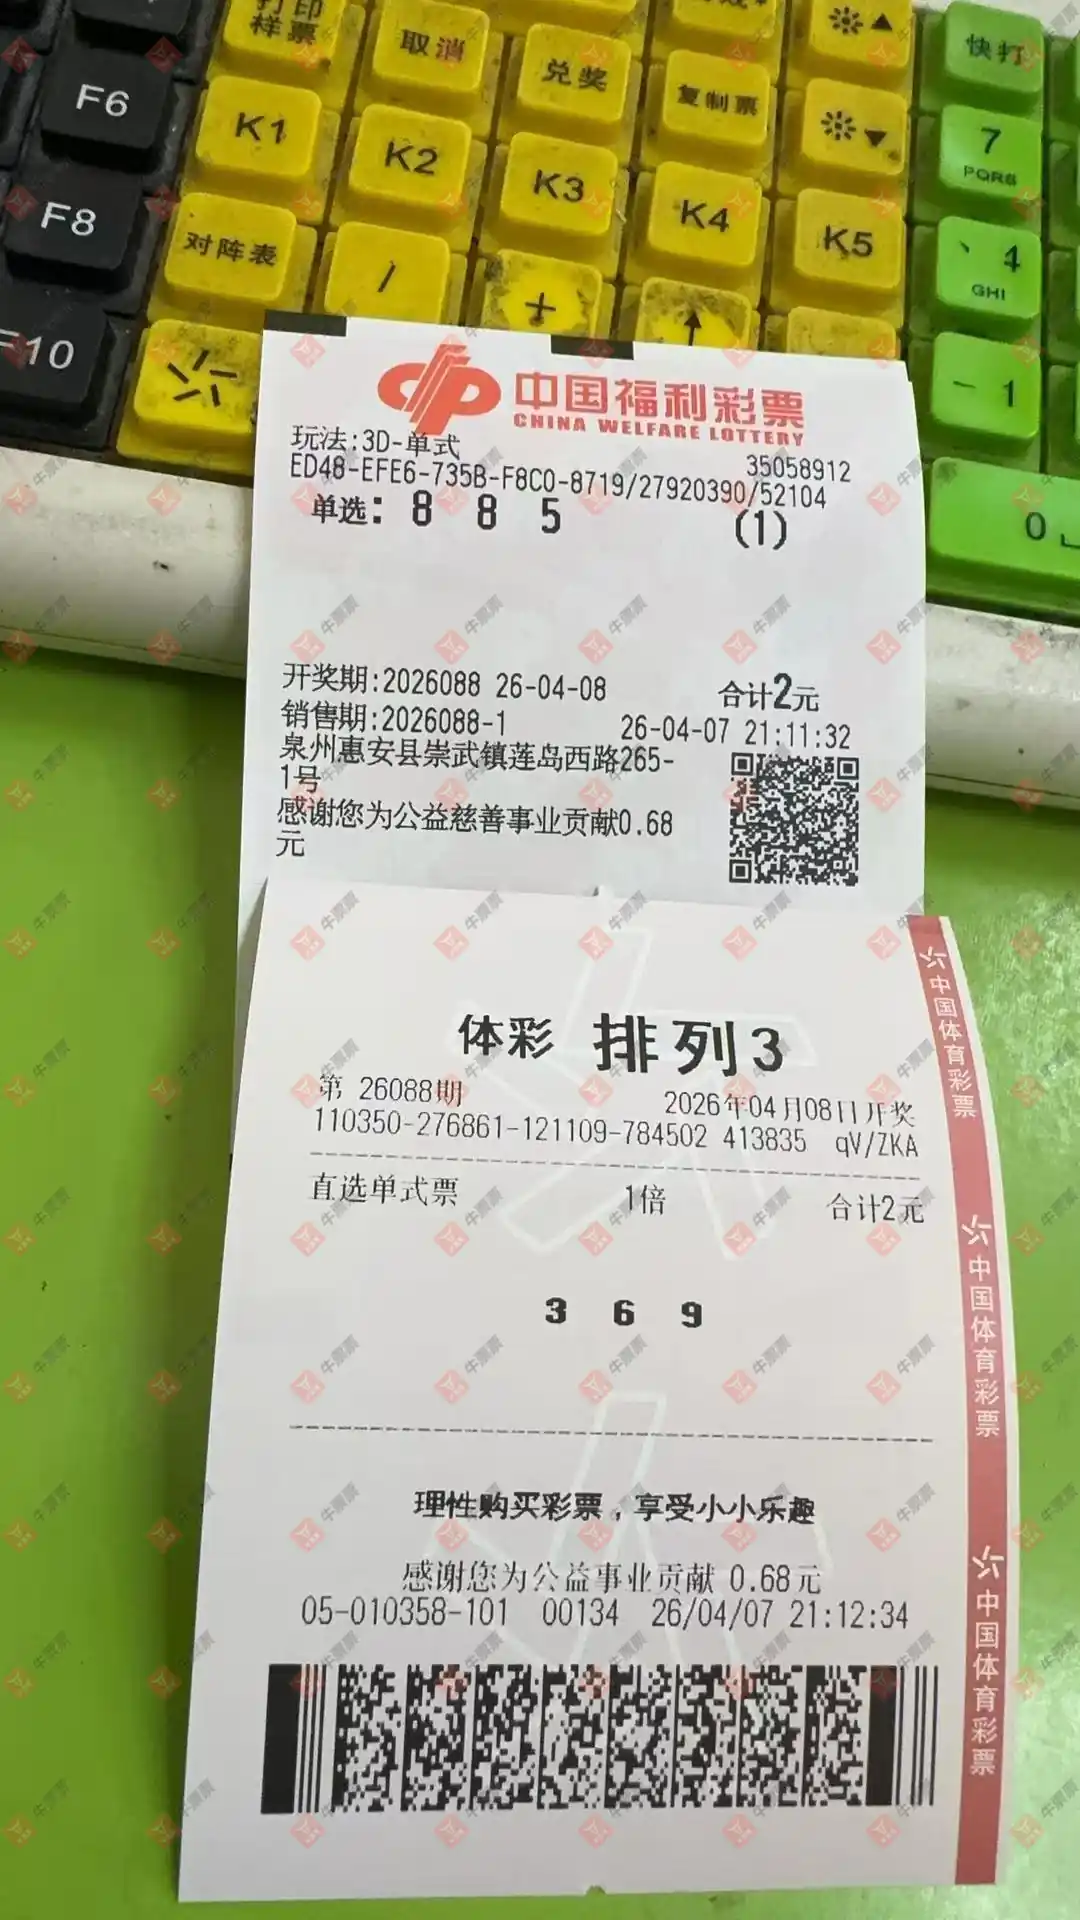 打印
样票
取消
兑奖
复制票
快打
F6
K1
K2
K3
K4
K5
7
PQRS
F8
对阵表
/
+
↑
4
GHI
F10
- 1
0
中国福利彩票
CHINA WELFARE LOTTERY
玩法:3D-单式
35058912
ED48-EFE6-735B-F8C0-8719/27920390/52104
单选: 8 8 5 (1)
开奖期:2026088 26-04-08 合计2元
销售期:2026088-1 26-04-07 21:11:32
泉州惠安县崇武镇莲岛西路265-
1号
感谢您为公益慈善事业贡献0.68
元
体彩 排列3
第 26088期 2026年04月08日开奖
110350-276861-121109-784502 413835 qV/ZKA
直选单式票 1倍 合计2元
3 6 9
理性购买彩票，享受小小乐趣
感谢您为公益事业贡献 0.68元
05-010358-101 00134 26/04/07 21:12:34
中国体育彩票
中国体育彩票
中国体育彩票
牛票票